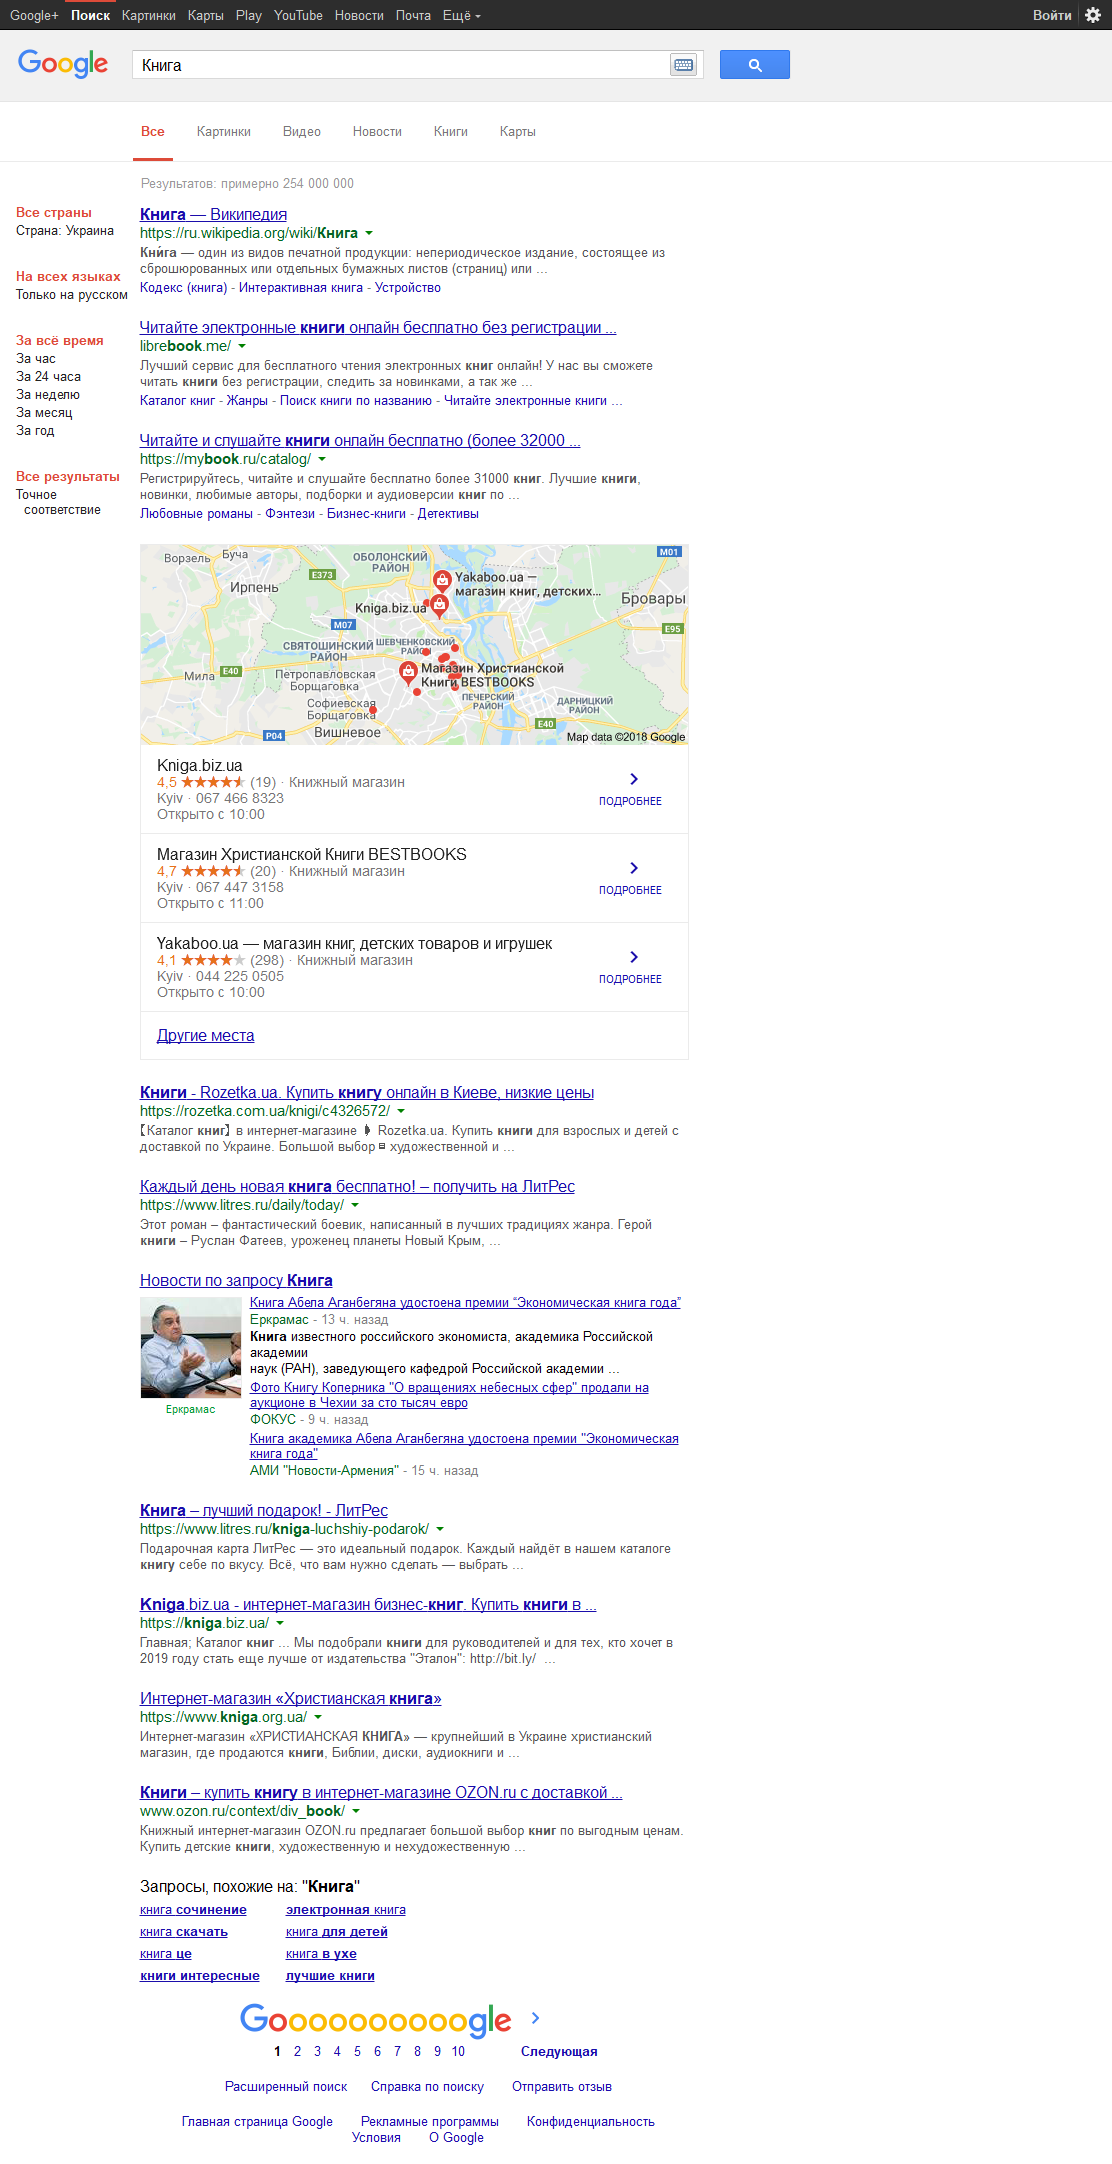 Google+ Поиск Картинки Карты Play YouTube Новости Почта Ещё Войти
Google Книга
Все Картинки Видео Новости Книги Карты
Результатов: примерно 254 000 000
Все страны
Страна: Украина
На всех языках
Только на русском
За всё время
За час
За 24 часа
За неделю
За месяц
За год
Все результаты
Точное
соответствие
Книга — Википедия
https://ru.wikipedia.org/wiki/Книга
Кни́га — один из видов печатной продукции: непериодическое издание, состоящее из
сброшюрованных или отдельных бумажных листов (страниц) или ...
Кодекс (книга) - Интерактивная книга - Устройство
Читайте электронные книги онлайн бесплатно без регистрации ...
librebook.me/
Лучший сервис для бесплатного чтения электронных книг онлайн! У нас вы сможете
читать книги без регистрации, следить за новинками, а так же ...
Каталог книг - Жанры - Поиск книги по названию - Читайте электронные книги ...
Читайте и слушайте книги онлайн бесплатно (более 32000 ...
https://mybook.ru/catalog/
Регистрируйтесь, читайте и слушайте бесплатно более 31000 книг. Лучшие книги,
новинки, любимые авторы, подборки и аудиоверсии книг по ...
Любовные романы - Фэнтези - Бизнес-книги - Детективы
Ворзель Буча ОБОЛОНСКИЙ
РАЙОН M01
E373
Ирпень
Yakaboo.ua —
магазин книг, детских...
Бровары
Kniga.biz.ua
M07
E95
СВЯТОШИНСКИЙ
РАЙОН
ШЕВЧЕНКОВСКИЙ
РАЙОН
Мила E40
Петропавловская
Борщаговка
Магазин Христианской
Книги BESTBOOKS
Софиевская
Борщаговка
ПЕЧЕРСКИЙ
РАЙОН
ДАРНИЦКИЙ
РАЙОН
E40
P04 Вишневое
Map data ©2018 Google
Kniga.biz.ua
4,5 (19) · Книжный магазин
Kyiv · 067 466 8323
Открыто с 10:00
ПОДРОБНЕЕ
Магазин Христианской Книги BESTBOOKS
4,7 (20) · Книжный магазин
Kyiv · 067 447 3158
Открыто с 11:00
ПОДРОБНЕЕ
Yakaboo.ua — магазин книг, детских товаров и игрушек
4,1 (298) · Книжный магазин
Kyiv · 044 225 0505
Открыто с 10:00
ПОДРОБНЕЕ
Другие места
Книги - Rozetka.ua. Купить книгу онлайн в Киеве, низкие цены
https://rozetka.com.ua/knigi/c4326572/
【Каталог книг】 в интернет-магазине Rozetka.ua. Купить книги для взрослых и детей с
доставкой по Украине. Большой выбор художественной и ...
Каждый день новая книга бесплатно! – получить на ЛитРес
https://www.litres.ru/daily/today/
Этот роман – фантастический боевик, написанный в лучших традициях жанра. Герой
книги – Руслан Фатеев, уроженец планеты Новый Крым, ...
Новости по запросу Книга
Еркрамас
Книга Абела Аганбегяна удостоена премии “Экономическая книга года”
Еркрамас - 13 ч. назад
Книга известного российского экономиста, академика Российской
академии
наук (РАН), заведующего кафедрой Российской академии ...
Фото Книгу Коперника "О вращениях небесных сфер" продали на
аукционе в Чехии за сто тысяч евро
ФОКУС - 9 ч. назад
Книга академика Абела Аганбегяна удостоена премии "Экономическая
книга года"
АМИ "Новости-Армения" - 15 ч. назад
Книга – лучший подарок! - ЛитРес
https://www.litres.ru/kniga-luchshiy-podarok/
Подарочная карта ЛитРес — это идеальный подарок. Каждый найдёт в нашем каталоге
книгу себе по вкусу. Всё, что вам нужно сделать — выбрать ...
Kniga.biz.ua - интернет-магазин бизнес-книг. Купить книги в ...
https://kniga.biz.ua/
Главная; Каталог книг ... Мы подобрали книги для руководителей и для тех, кто хочет в
2019 году стать еще лучше от издательства "Эталон": http://bit.ly/ ...
Интернет-магазин «Христианская книга»
https://www.kniga.org.ua/
Интернет-магазин «ХРИСТИАНСКАЯ КНИГА» — крупнейший в Украине христианский
магазин, где продаются книги, Библии, диски, аудиокниги и ...
Книги – купить книгу в интернет-магазине OZON.ru с доставкой ...
www.ozon.ru/context/div_book/
Книжный интернет-магазин OZON.ru предлагает большой выбор книг по выгодным ценам.
Купить детские книги, художественную и нехудожественную ...
Запросы, похожие на: "Книга"
книга сочинение электронная книга
книга скачать книга для детей
книга це книга в ухе
книги интересные лучшие книги
Goooooooooogle
1 2 3 4 5 6 7 8 9 10 Следующая
Расширенный поиск Справка по поиску Отправить отзыв
Главная страница Google Рекламные программы Конфиденциальность
Условия О Google